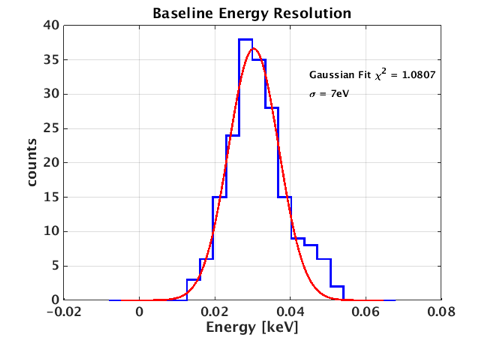 Baseline Energy Resolution
40
35
30
25
20
15
10
5
0
counts
Gaussian Fit χ² = 1.0807
σ = 7eV
-0.02 0 0.02 0.04 0.06 0.08
Energy [keV]